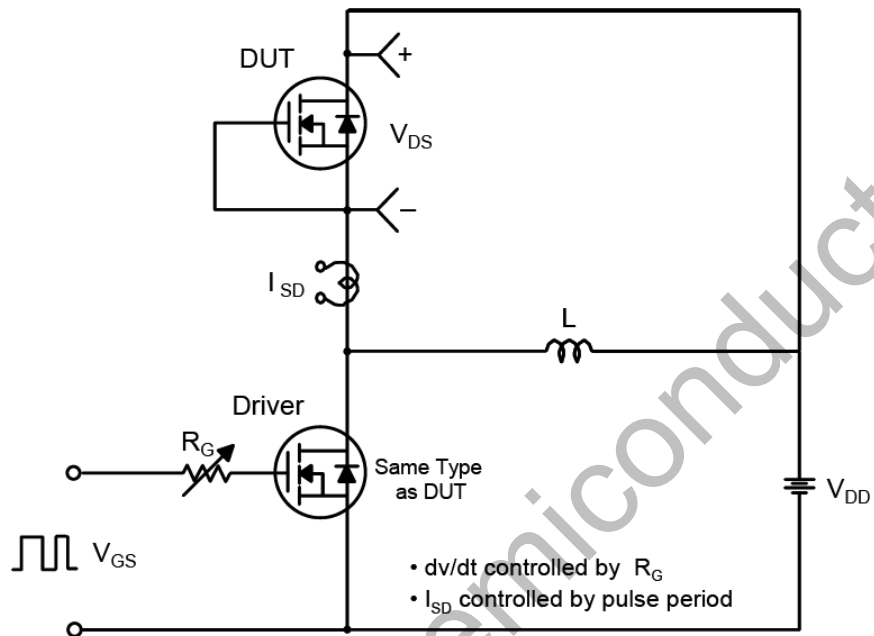 DUT
+
V_DS
–
I_SD
L
Driver
R_G
Same Type
as DUT
V_DD
V_GS
• dv/dt controlled by R_G
• I_SD controlled by pulse period
emiconduct